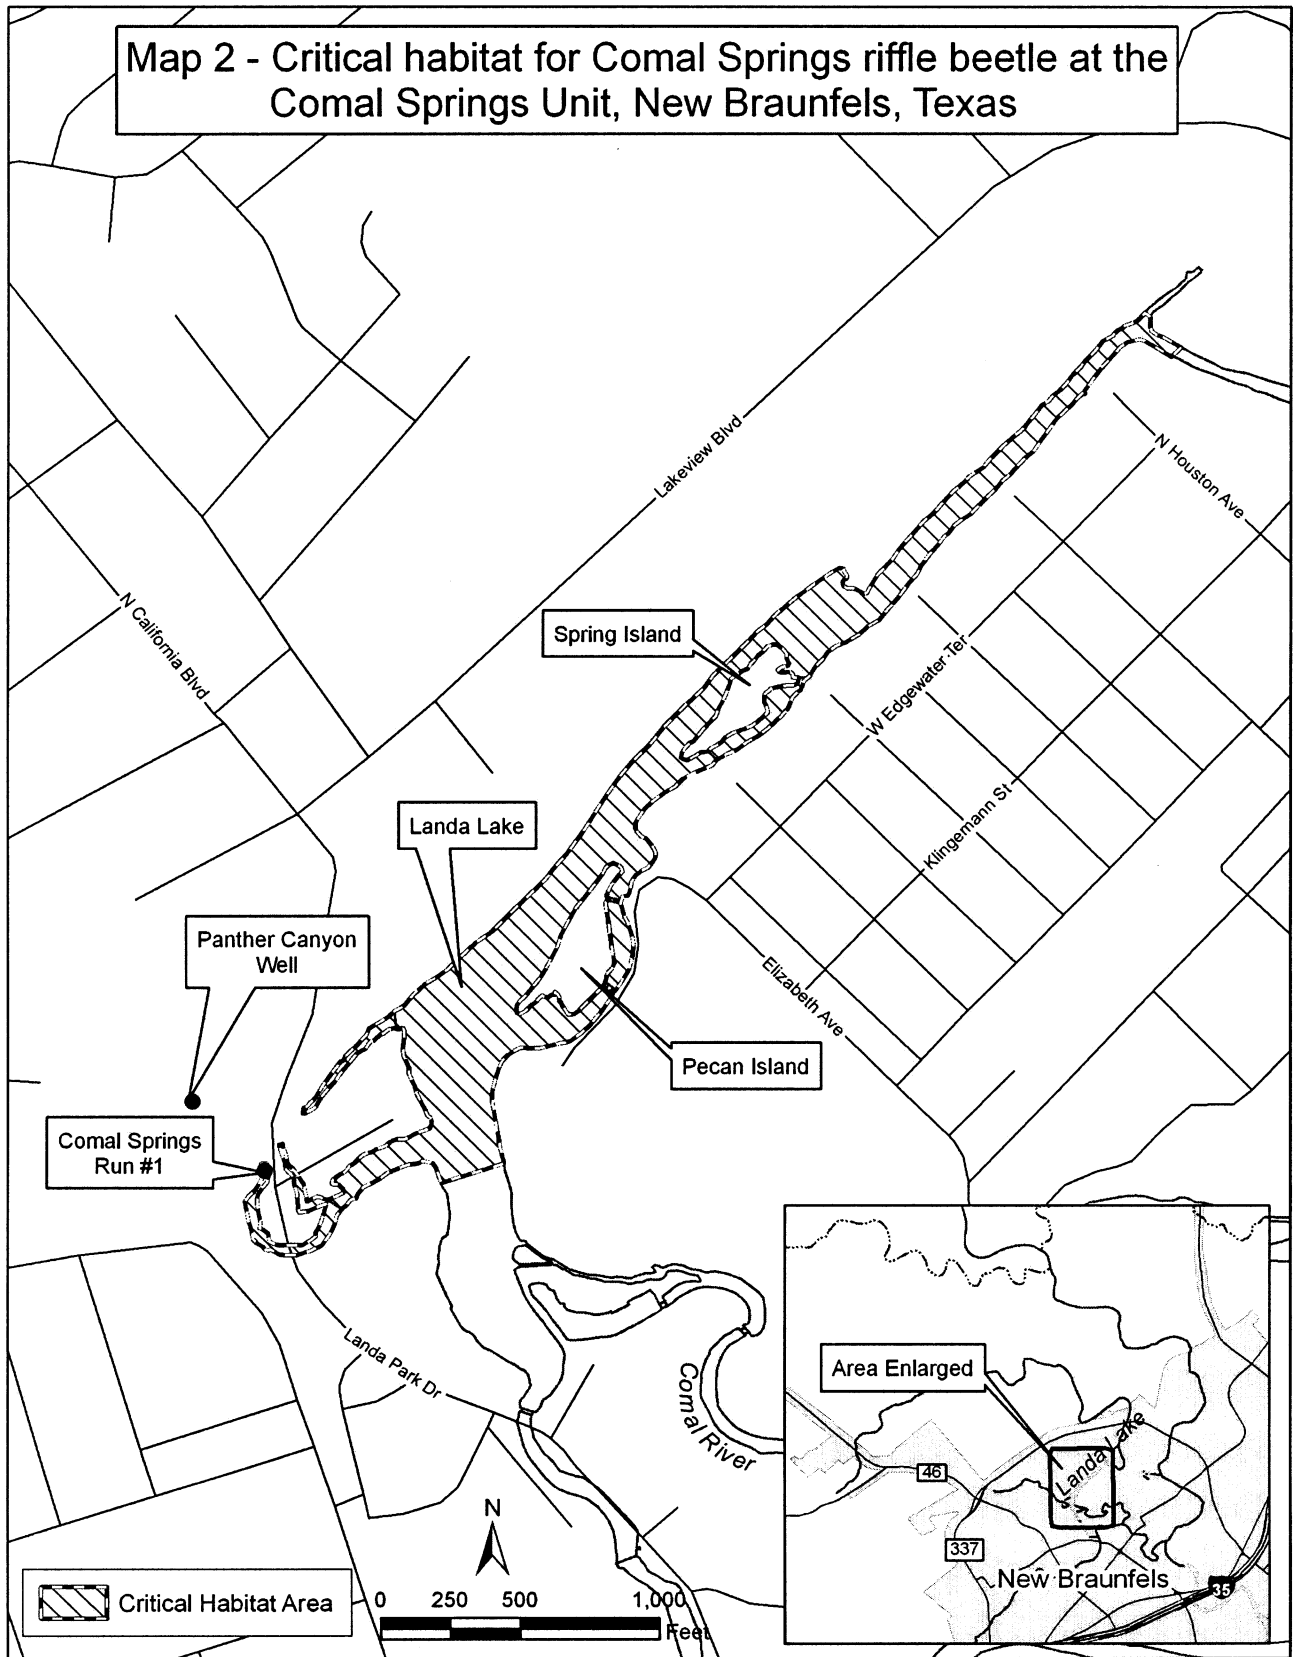 Map 2 - Critical habitat for Comal Springs riffle beetle at the
Comal Springs Unit, New Braunfels, Texas
Lakeview Blvd
N Houston Ave
N California Blvd
Spring Island
W Edgewater Ter
Klingemann St
Landa Lake
Panther Canyon
Well
Elizabeth Ave
Pecan Island
Comal Springs
Run #1
Landa Park Dr
Comal River
Area Enlarged
Landa Lake
46
337
New Braunfels
35
N
Critical Habitat Area
0 250 500 1,000
Feet